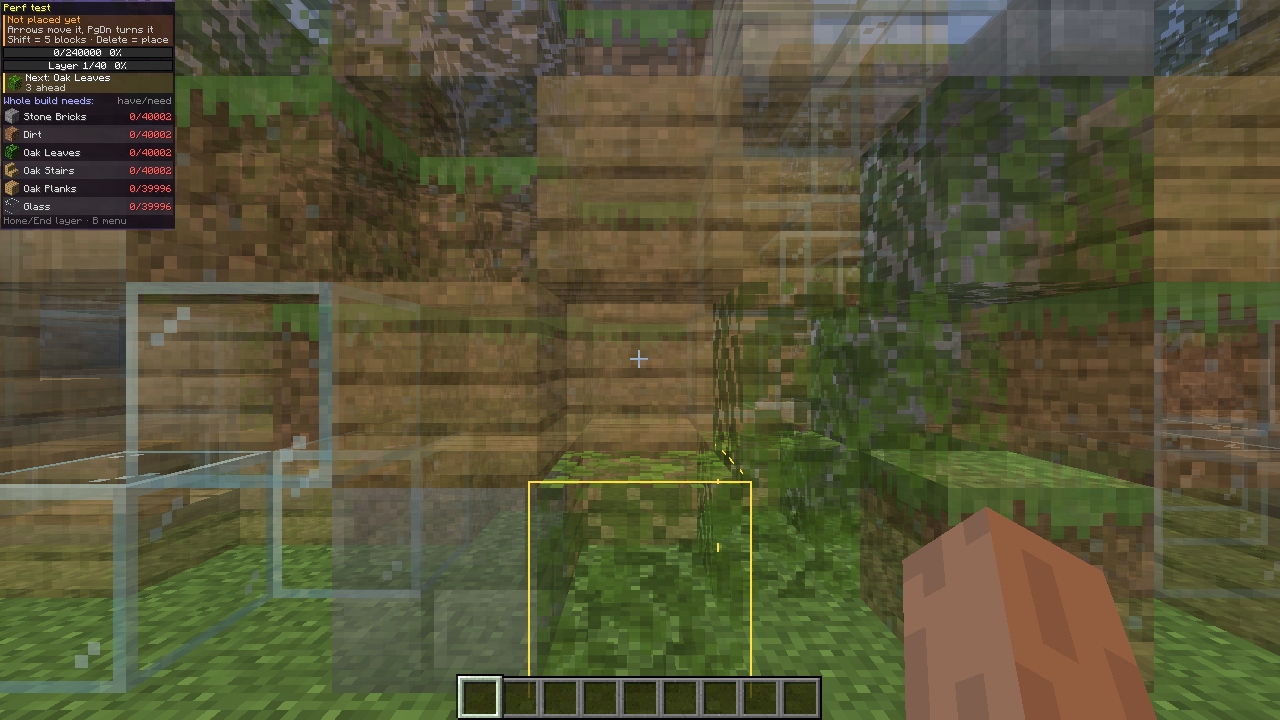 Perf test
Not placed yet
Arrows move it, PgDn turns it
Shift = 5 blocks · Delete = place
0/240000 0%
Layer 1/40 0%
Next: Oak Leaves
3 ahead
Whole build needs: have/need
Stone Bricks 0/40002
Dirt 0/40002
Oak Leaves 0/40002
Oak Stairs 0/40002
Oak Planks 0/39996
Glass 0/39996
Home/End layer · B menu